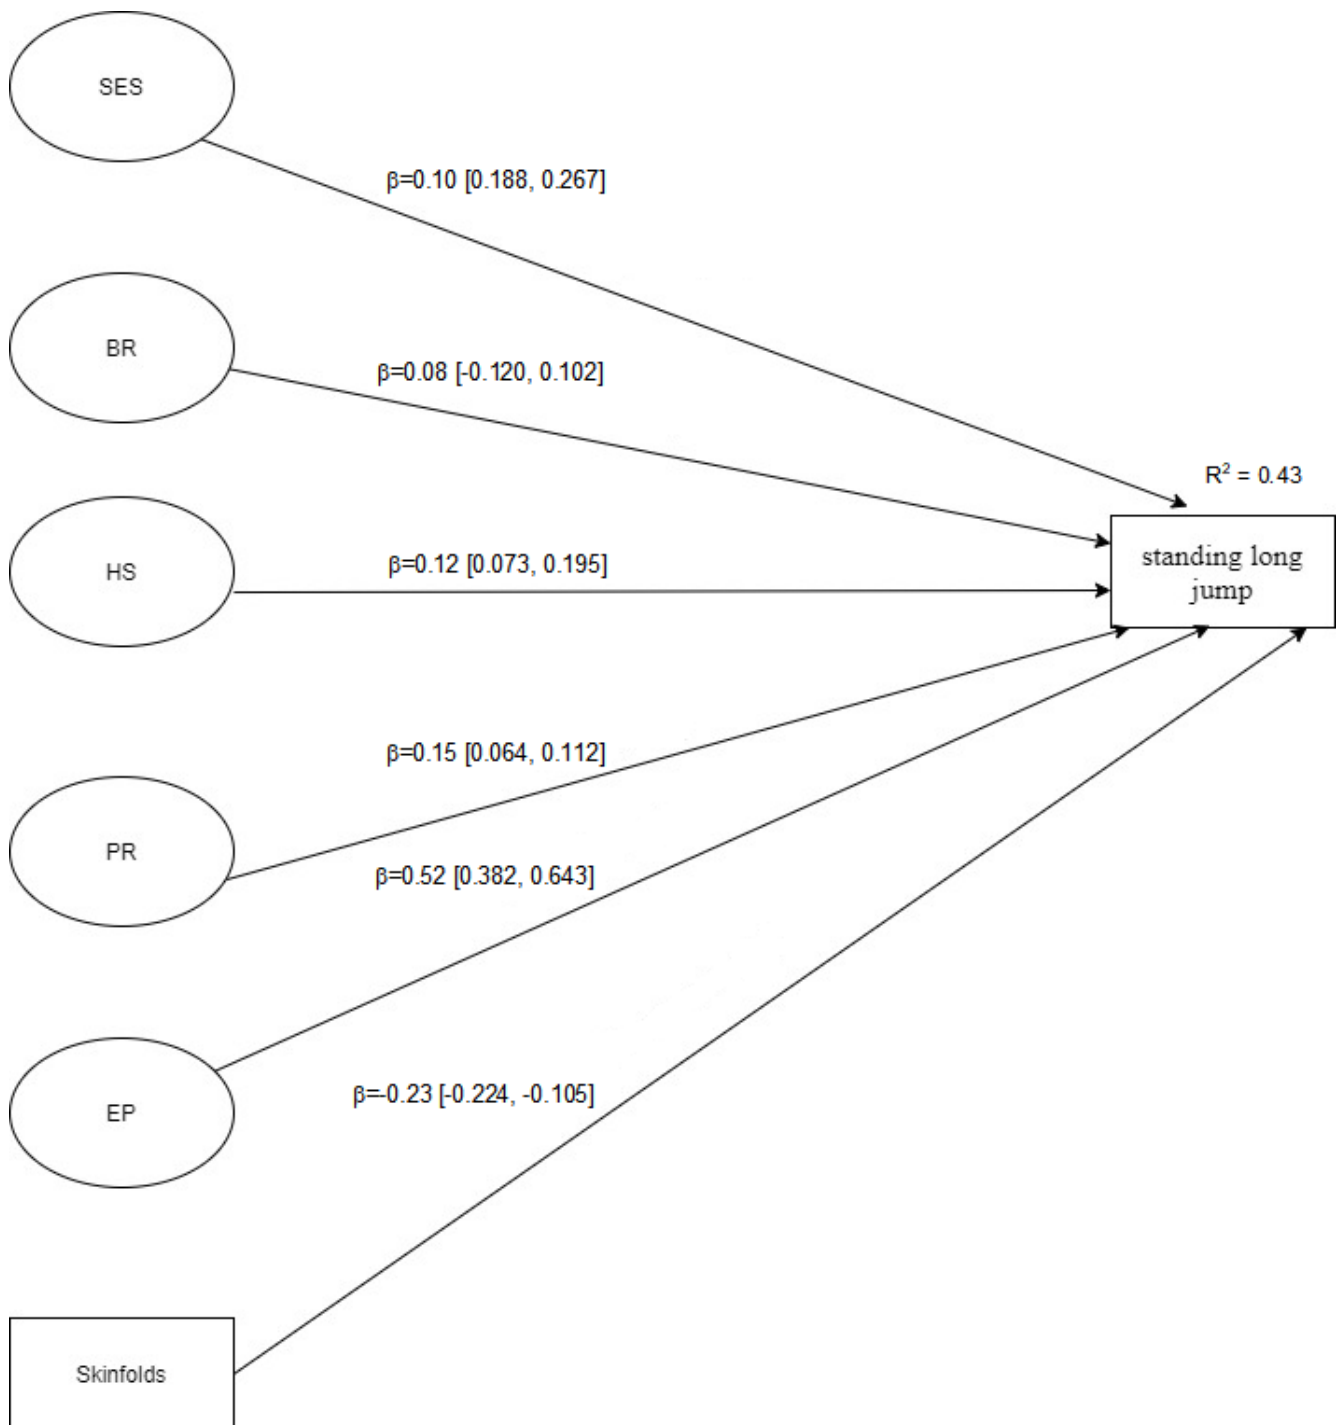 SES
β=0.10 [0.188, 0.267]
BR
β=0.08 [-0.120, 0.102]
R² = 0.43
HS
β=0.12 [0.073, 0.195]
standing long
jump
β=0.15 [0.064, 0.112]
PR
β=0.52 [0.382, 0.643]
EP
β=-0.23 [-0.224, -0.105]
Skinfolds